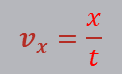 vₓ = x/t